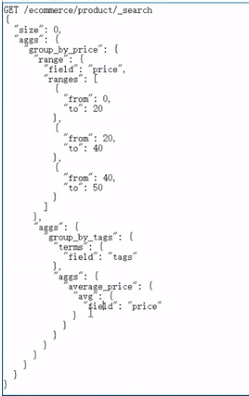 GET /ecommerce/product/_search
{
  "size": 0,
  "aggs": {
    "group_by_price": {
      "range": {
        "field": "price",
        "ranges": [
          {
            "from": 0,
            "to": 20
          },
          {
            "from": 20,
            "to": 40
          },
          {
            "from": 40,
            "to": 50
          }
        ]
      },
      "aggs": {
        "group_by_tags": {
          "terms": {
            "field": "tags"
          },
          "aggs": {
            "average_price": {
              "avg": {
                "field": "price"
              }
            }
          }
        }
      }
    }
  }
}